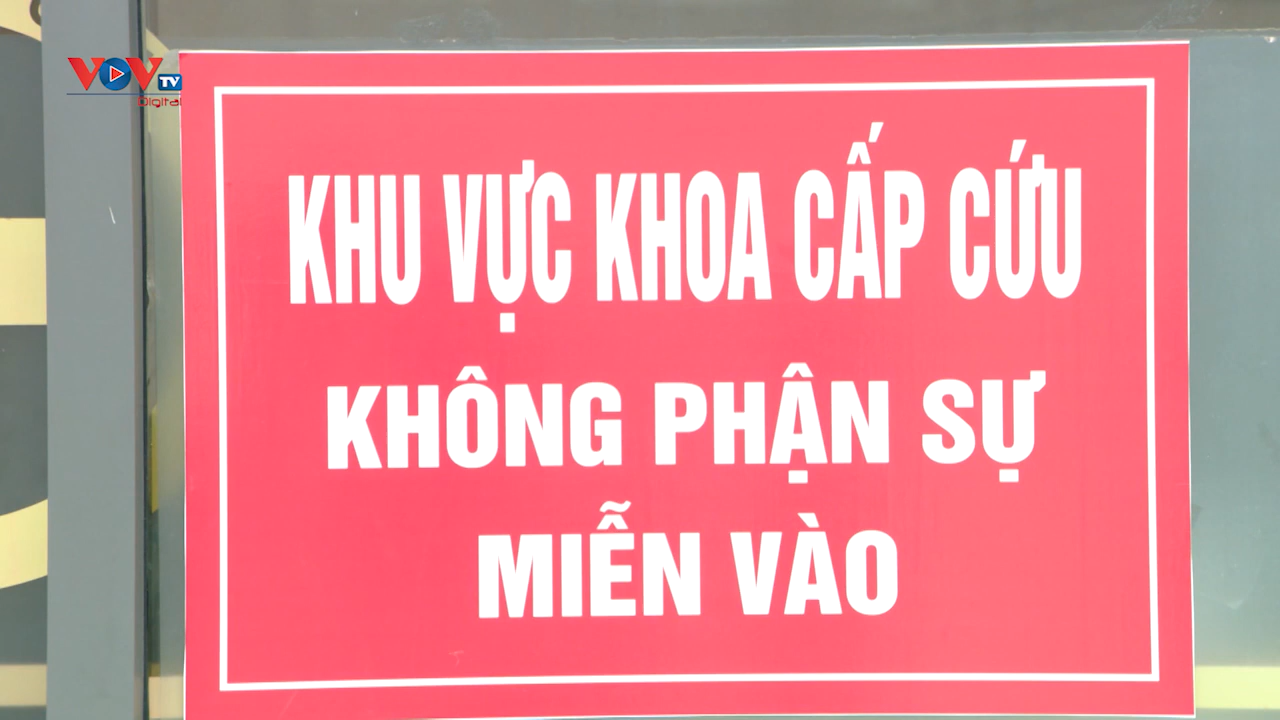 VOV TV
Digital
KHU VỰC KHOA CẤP CỨU
KHÔNG PHẬN SỰ
MIỄN VÀO